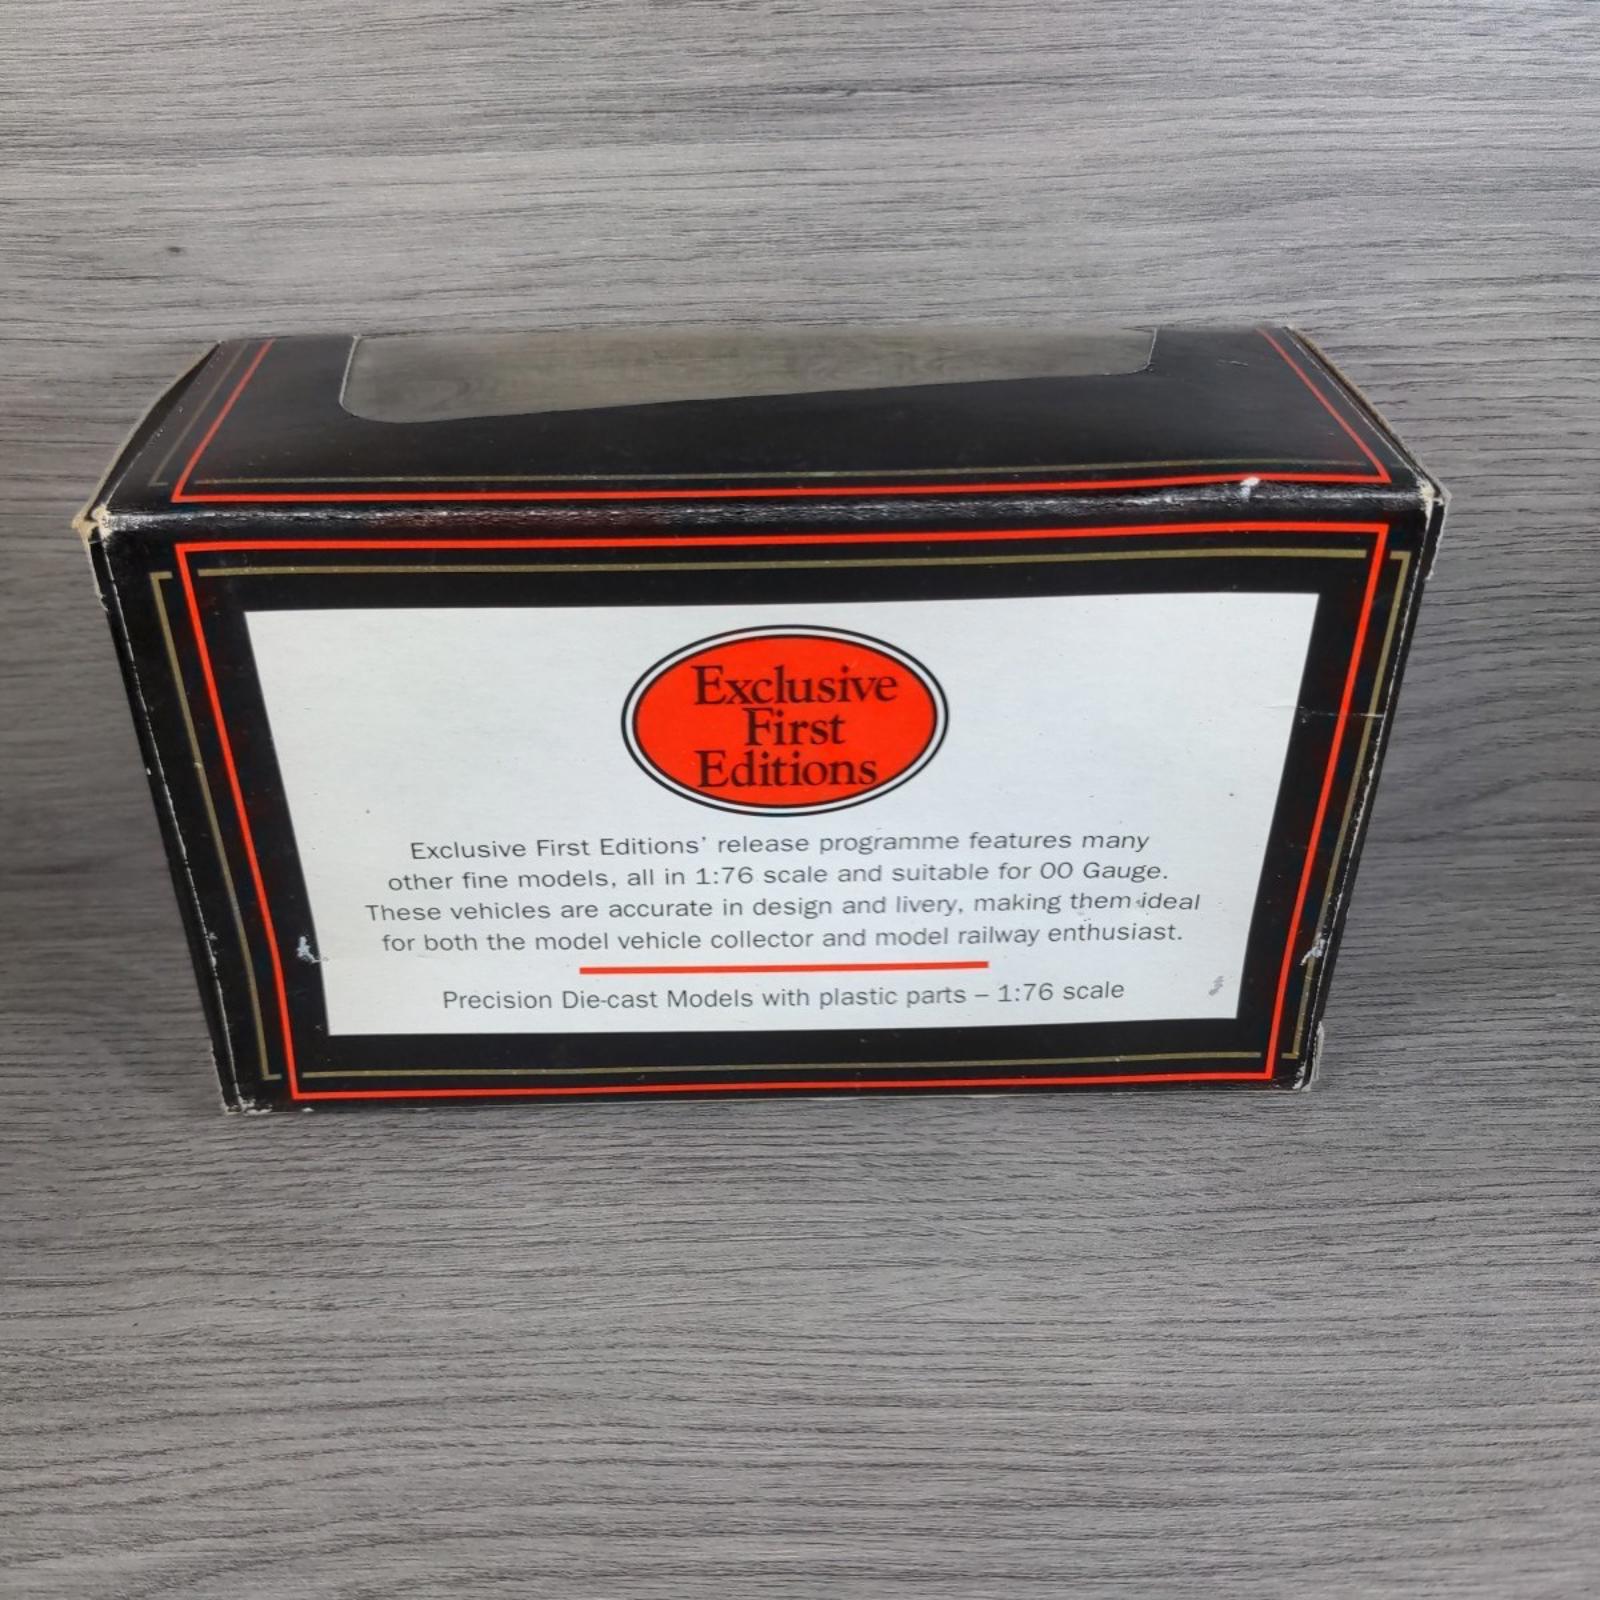 Exclusive
First
Editions
Exclusive First Editions’ release programme features many
other fine models, all in 1:76 scale and suitable for 00 Gauge.
These vehicles are accurate in design and livery, making them ideal
for both the model vehicle collector and model railway enthusiast.
Precision Die-cast Models with plastic parts – 1:76 scale